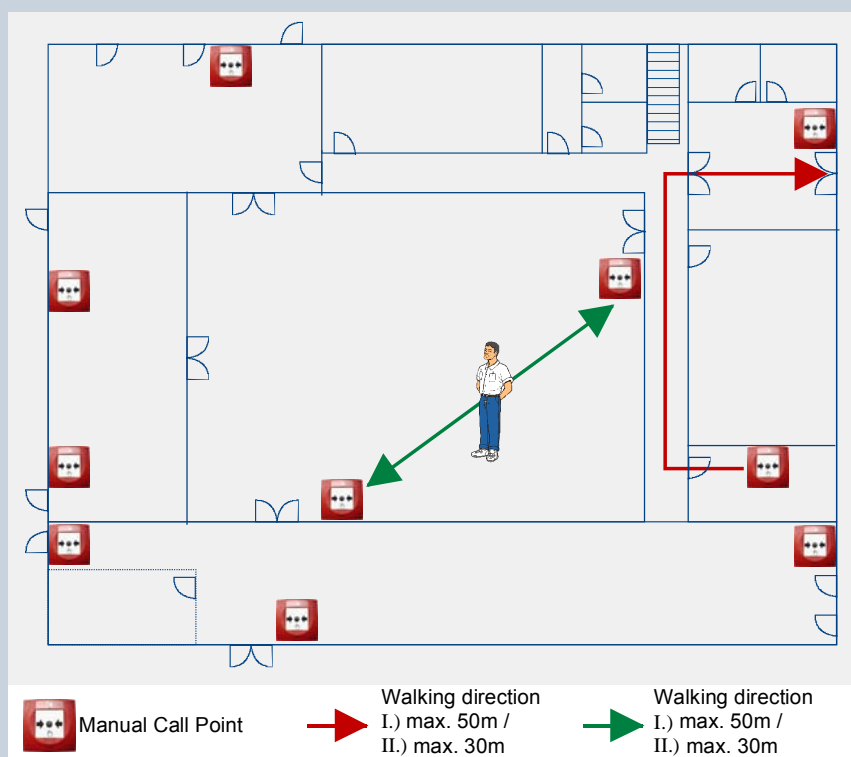 Manual Call Point
Walking direction
I.) max. 50m /
II.) max. 30m
Walking direction
I.) max. 50m /
II.) max. 30m